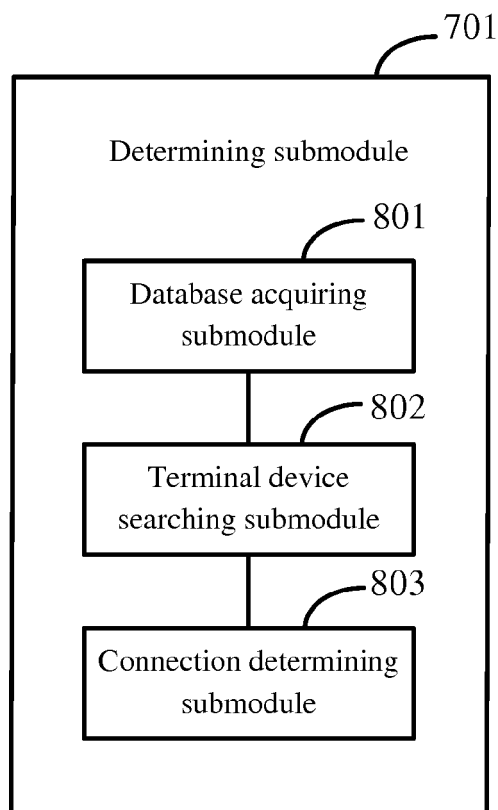 701
Determining submodule
801
Database acquiring
submodule
802
Terminal device
searching submodule
803
Connection determining
submodule